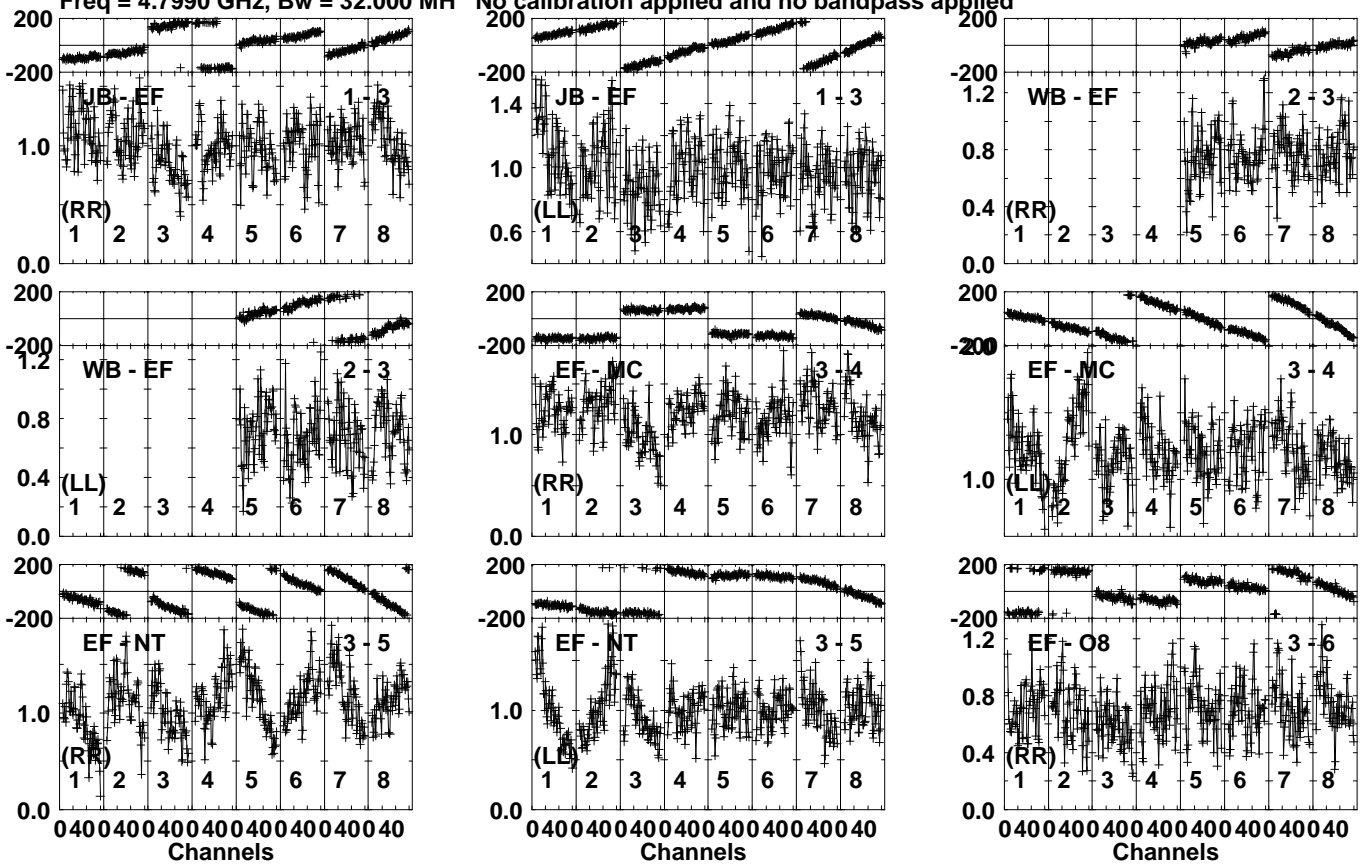 Freq = 4.7990 GHz, Bw = 32.000 MH   No calibration applied and no bandpass applied
200 200 200
-200 -200 -200
JB - EF 1 - 3 JB - EF 1 - 3 WB - EF 2 - 3
1.4 1.2
1.0 1.0 0.8
(RR) (LL) 0.4 (RR)
1 2 3 4 5 6 7 8 0.6 1 2 3 4 5 6 7 8 1 2 3 4 5 6 7 8
0.0 0.0
200 200 200
-200 -200 -200
1.2 2.0
WB - EF 2 - 3 EF - MC 3 - 4 EF - MC 3 - 4
0.8 1.0
0.4 (LL) (RR) 1.0 (LL)
1 2 3 4 5 6 7 8 1 2 3 4 5 6 7 8 1 2 3 4 5 6 7 8
0.0 0.0
200 200 200
-200 -200 -200
EF - NT 3 - 5 EF - NT 3 - 5 1.2 EF - O8 3 - 6
1.0 1.0 0.8
(RR) (LL) 0.4 (RR)
1 2 3 4 5 6 7 8 1 2 3 4 5 6 7 8 1 2 3 4 5 6 7 8
0.0 0.0 0.0
0 40 0 40 0 40 0 40 0 40 0 40 0 40 0 40 0 40 0 40 0 40 0 40 0 40 0 40 0 40 0 40 0 40 0 40 0 40 0 40 0 40 0 40 0 40 0 40
Channels Channels Channels